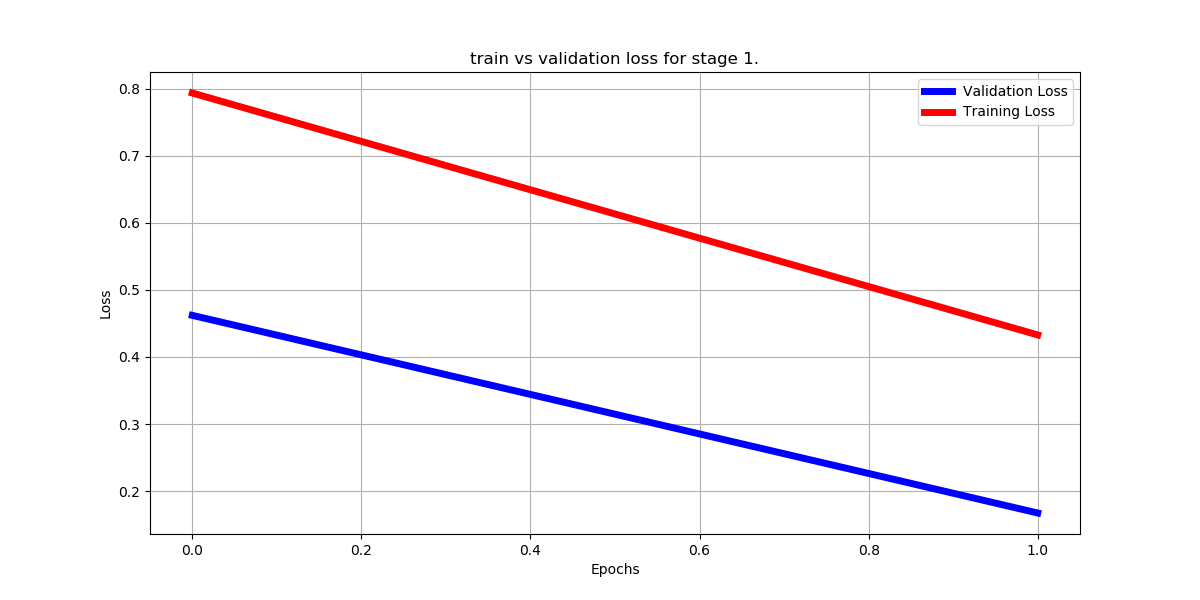 train vs validation loss for stage 1.
Validation Loss
Training Loss
0.8
0.7
0.6
0.5
0.4
0.3
0.2
Loss
0.0 0.2 0.4 0.6 0.8 1.0
Epochs